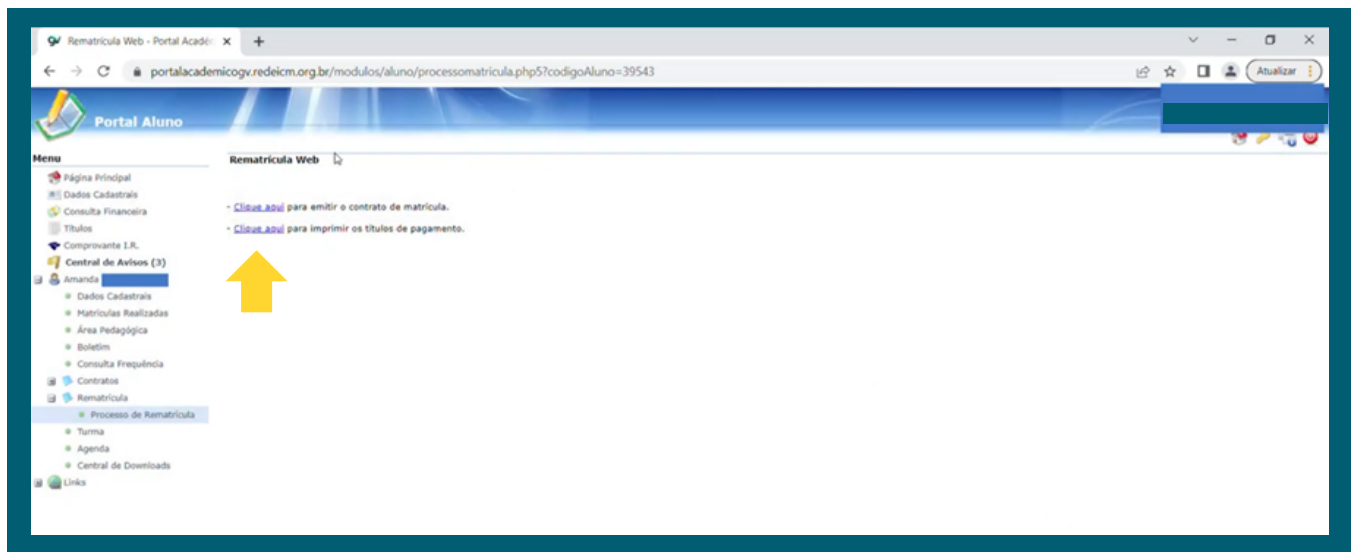 Rematrícula Web - Portal Acadêr
portalacademicogv.redeicm.org.br/modulos/aluno/processomatricula.php5?codigoAluno=39543
Atualizar
Portal Aluno
Menu
Página Principal
Dados Cadastrais
Consulta Financeira
Títulos
Comprovante I.R.
Central de Avisos (3)
Amanda
Dados Cadastrais
Matrículas Realizadas
Área Pedagógica
Boletim
Consulta Frequência
Contratos
Rematrícula
Processo de Rematrícula
Turma
Agenda
Central de Downloads
Links
Rematrícula Web
- Clique aqui para emitir o contrato de matrícula.
- Clique aqui para imprimir os títulos de pagamento.